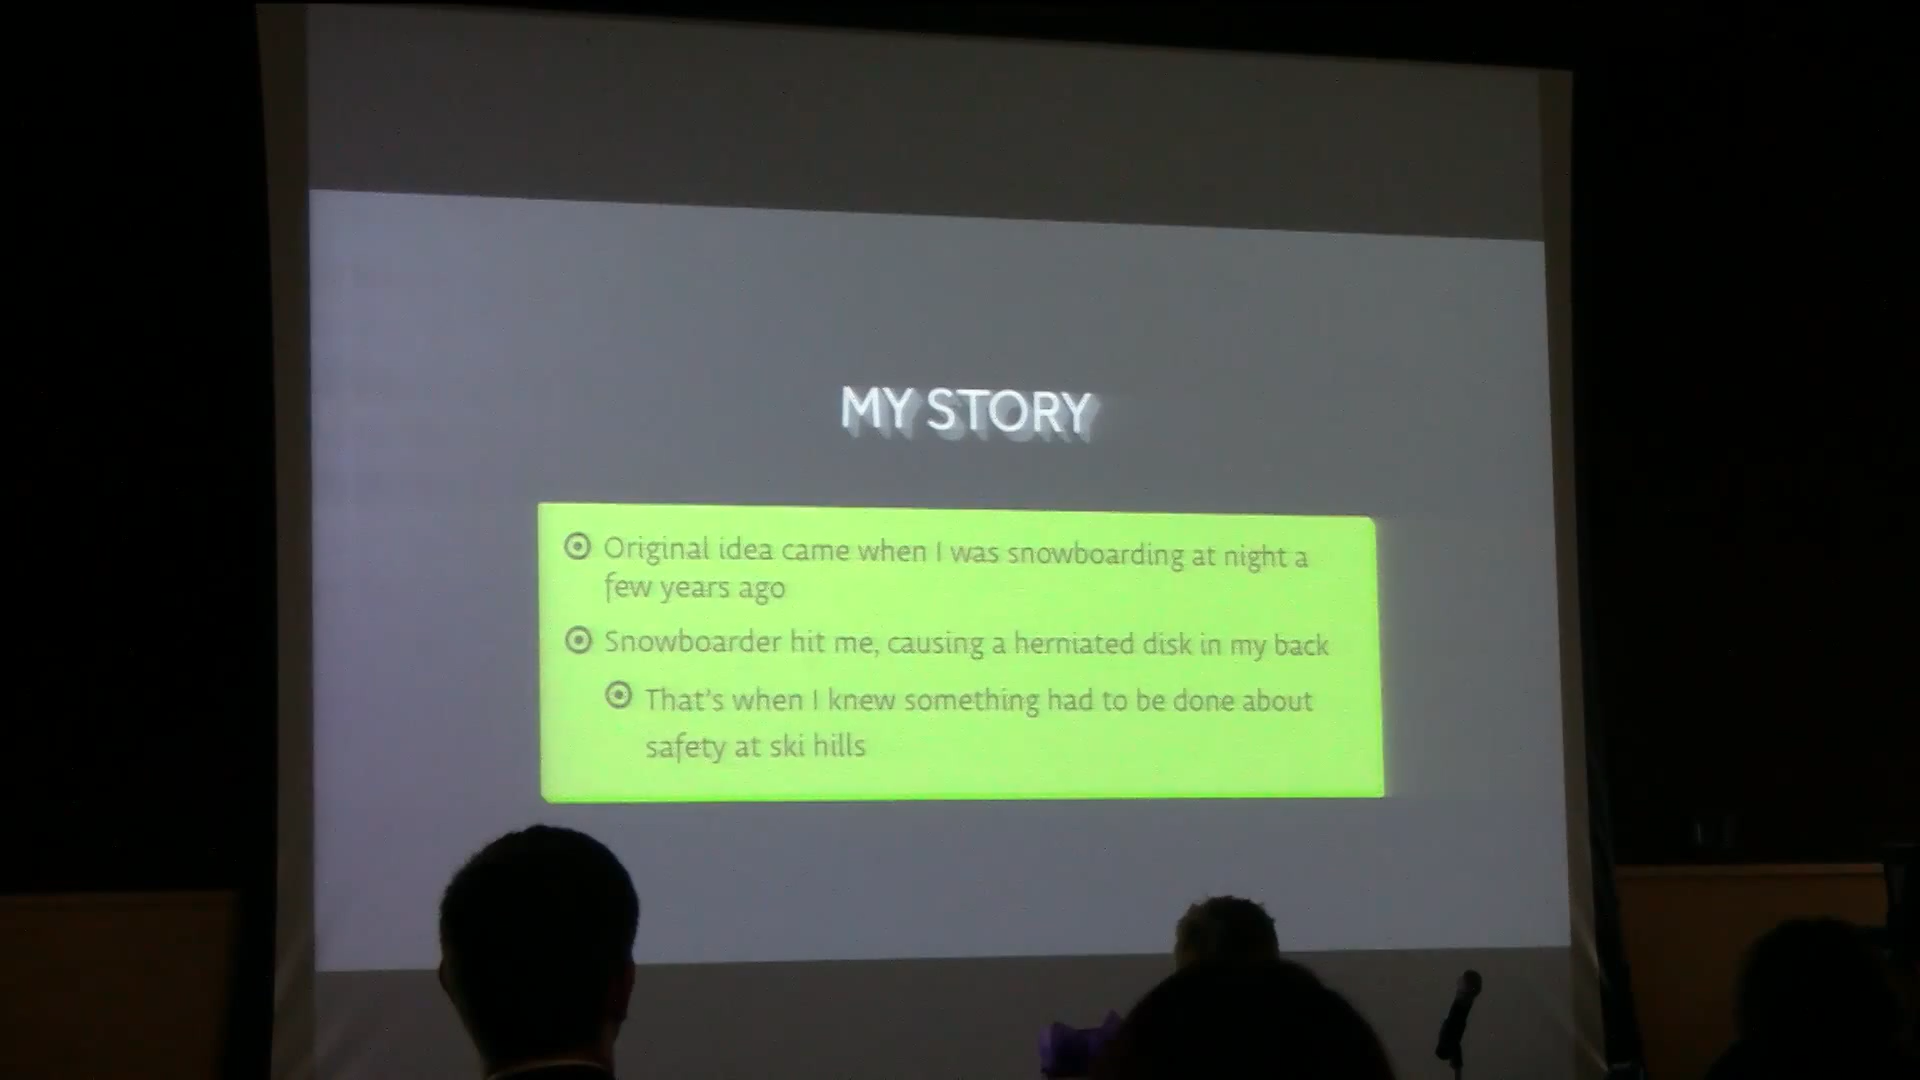 MY STORY
Original idea came when I was snowboarding at night a
few years ago
Snowboarder hit me, causing a herniated disk in my back
That's when I knew something had to be done about
safety at ski hills